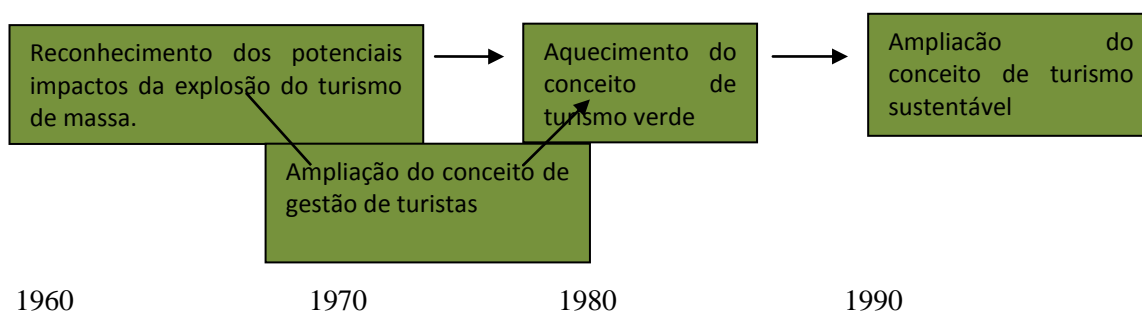 Reconhecimento dos potenciais
impactos da explosão do turismo
de massa.
Aquecimento do
conceito de
turismo verde
Ampliacão do
conceito de turismo
sustentável
Ampliação do conceito de
gestão de turistas
1960 1970 1980 1990